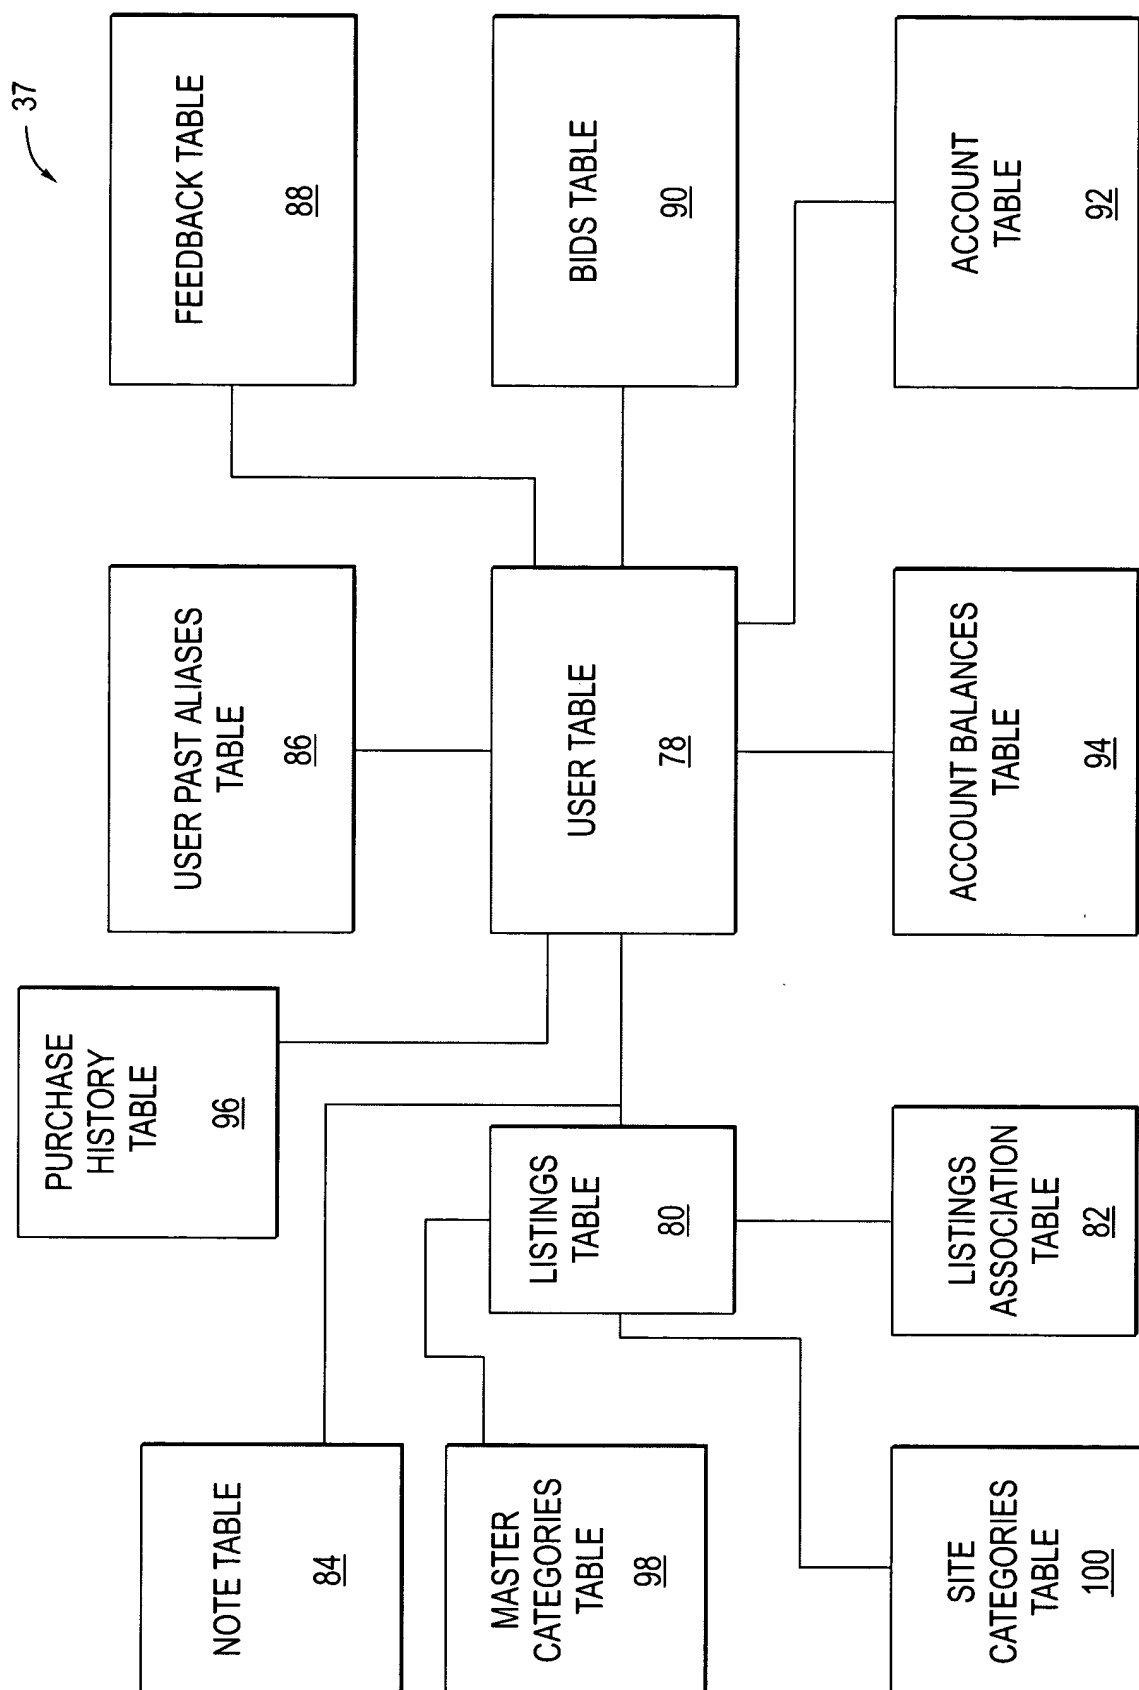 37
NOTE TABLE
84
PURCHASE
HISTORY
TABLE
96
USER PAST ALIASES
TABLE
86
FEEDBACK TABLE
88
MASTER
CATEGORIES
TABLE
98
LISTINGS
TABLE
80
USER TABLE
78
BIDS TABLE
90
SITE
CATEGORIES
TABLE
100
LISTINGS
ASSOCIATION
TABLE
82
ACCOUNT BALANCES
TABLE
94
ACCOUNT
TABLE
92